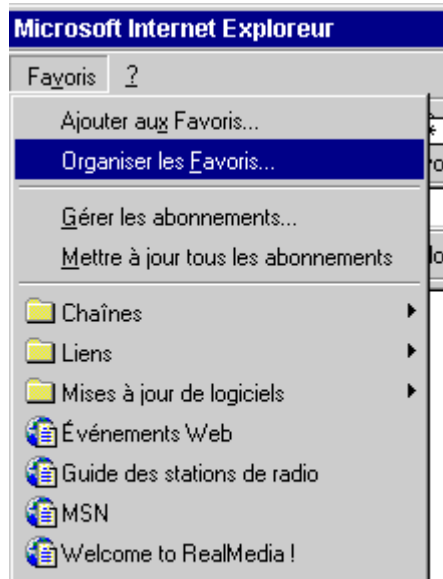 Microsoft Internet Exploreur
Favoris ?
Ajouter aux Favoris...
Organiser les Favoris...
Gérer les abonnements...
Mettre à jour tous les abonnements
Chaînes
Liens
Mises à jour de logiciels
Événements Web
Guide des stations de radio
MSN
Welcome to RealMedia !